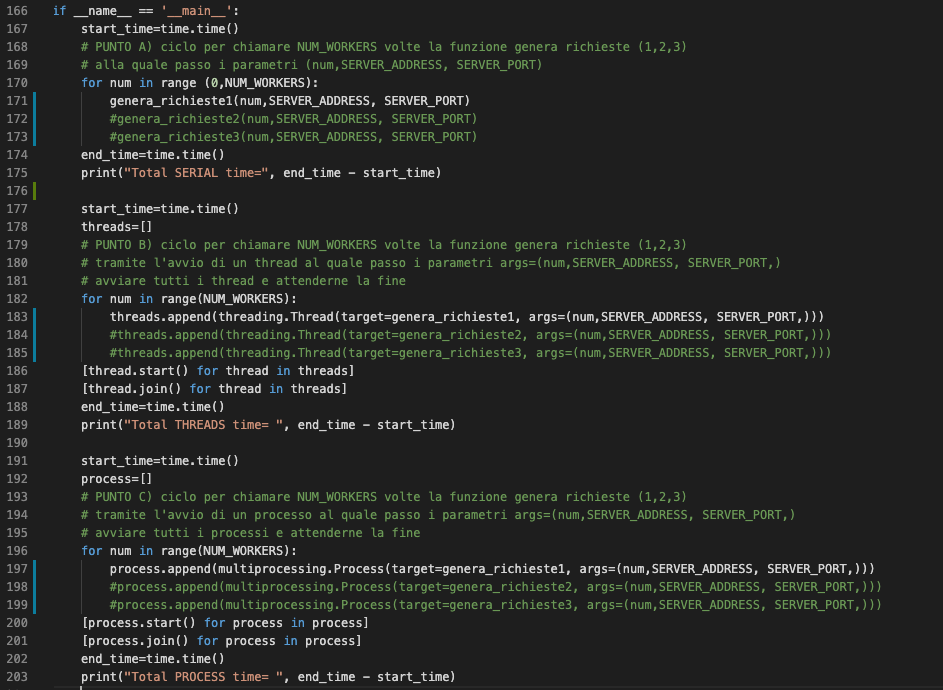 166 if __name__ == '__main__':
167     start_time=time.time()
168     # PUNTO A) ciclo per chiamare NUM_WORKERS volte la funzione genera richieste (1,2,3)
169     # alla quale passo i parametri (num,SERVER_ADDRESS, SERVER_PORT)
170     for num in range (0,NUM_WORKERS):
171         genera_richieste1(num,SERVER_ADDRESS, SERVER_PORT)
172         #genera_richieste2(num,SERVER_ADDRESS, SERVER_PORT)
173         #genera_richieste3(num,SERVER_ADDRESS, SERVER_PORT)
174     end_time=time.time()
175     print("Total SERIAL time=", end_time - start_time)
176
177     start_time=time.time()
178     threads=[]
179     # PUNTO B) ciclo per chiamare NUM_WORKERS volte la funzione genera richieste (1,2,3)
180     # tramite l'avvio di un thread al quale passo i parametri args=(num,SERVER_ADDRESS, SERVER_PORT,)
181     # avviare tutti i thread e attenderne la fine
182     for num in range(NUM_WORKERS):
183         threads.append(threading.Thread(target=genera_richieste1, args=(num,SERVER_ADDRESS, SERVER_PORT,)))
184         #threads.append(threading.Thread(target=genera_richieste2, args=(num,SERVER_ADDRESS, SERVER_PORT,)))
185         #threads.append(threading.Thread(target=genera_richieste3, args=(num,SERVER_ADDRESS, SERVER_PORT,)))
186     [thread.start() for thread in threads]
187     [thread.join() for thread in threads]
188     end_time=time.time()
189     print("Total THREADS time= ", end_time - start_time)
190
191     start_time=time.time()
192     process=[]
193     # PUNTO C) ciclo per chiamare NUM_WORKERS volte la funzione genera richieste (1,2,3)
194     # tramite l'avvio di un processo al quale passo i parametri args=(num,SERVER_ADDRESS, SERVER_PORT,)
195     # avviare tutti i processi e attenderne la fine
196     for num in range(NUM_WORKERS):
197         process.append(multiprocessing.Process(target=genera_richieste1, args=(num,SERVER_ADDRESS, SERVER_PORT,)))
198         #process.append(multiprocessing.Process(target=genera_richieste2, args=(num,SERVER_ADDRESS, SERVER_PORT,)))
199         #process.append(multiprocessing.Process(target=genera_richieste3, args=(num,SERVER_ADDRESS, SERVER_PORT,)))
200     [process.start() for process in process]
201     [process.join() for process in process]
202     end_time=time.time()
203     print("Total PROCESS time= ", end_time - start_time)